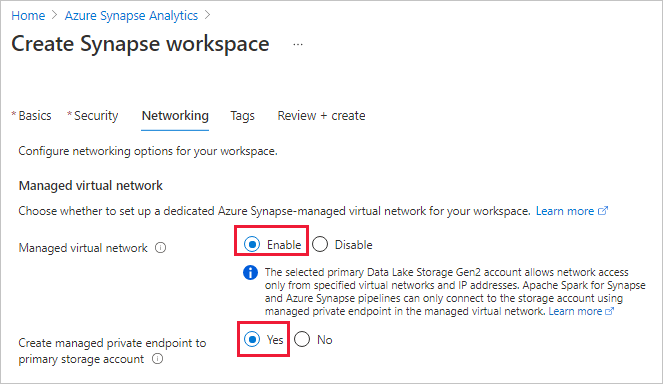 Home > Azure Synapse Analytics >
Create Synapse workspace ...
* Basics * Security Networking Tags Review + create
Configure networking options for your workspace.
Managed virtual network
Choose whether to set up a dedicated Azure Synapse-managed virtual network for your workspace. Learn more
Managed virtual network Enable Disable
The selected primary Data Lake Storage Gen2 account allows network access
only from specified virtual networks and IP addresses. Apache Spark for Synapse
and Azure Synapse pipelines can only connect to the storage account using
managed private endpoint in the managed virtual network. Learn more
Create managed private endpoint to
primary storage account
Yes No